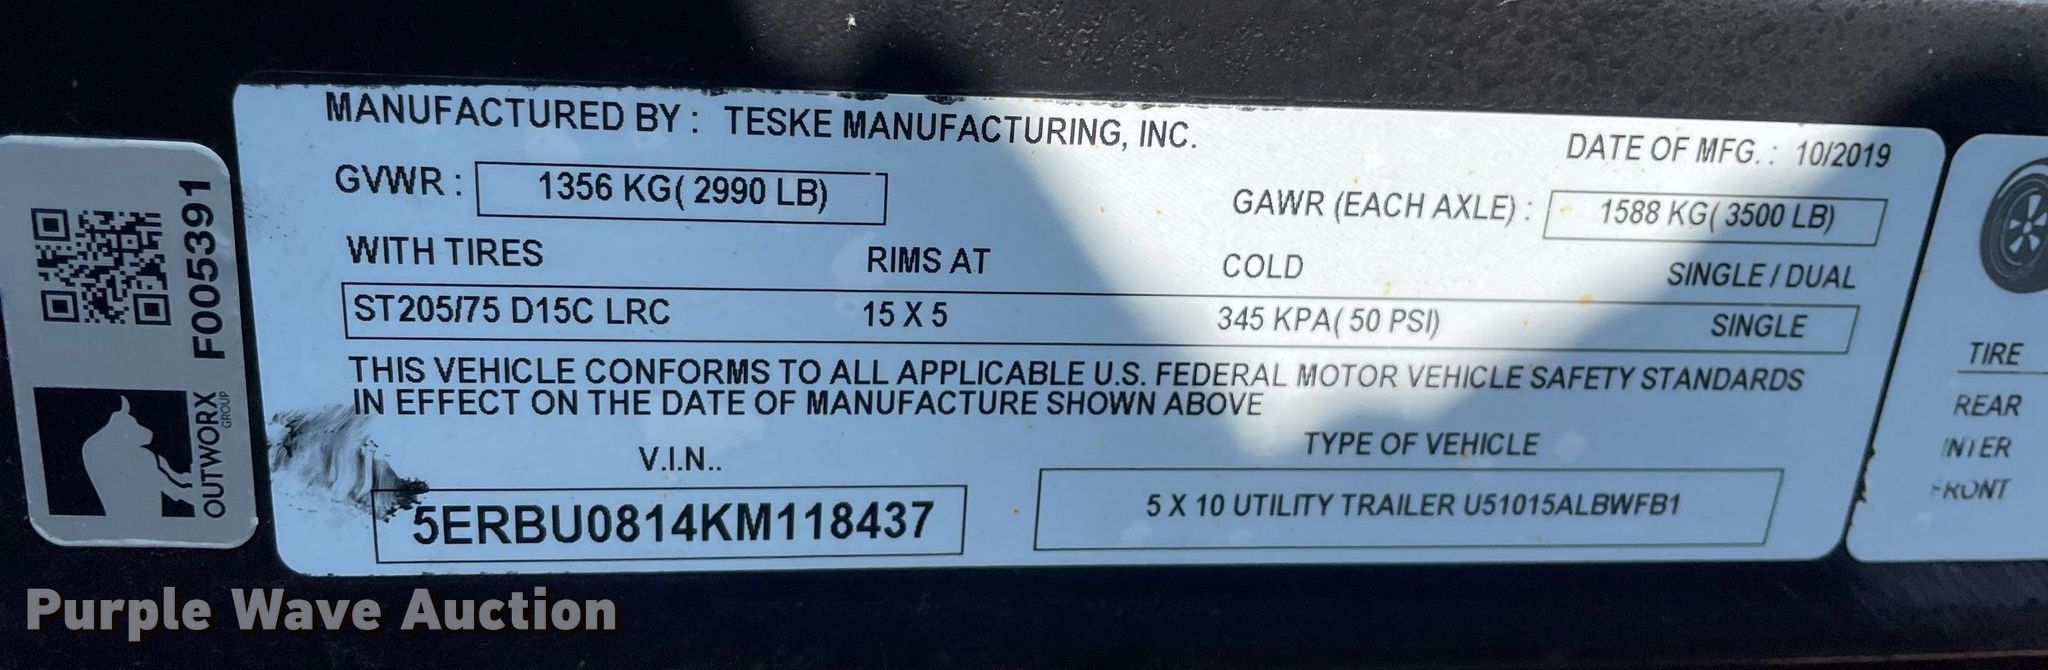 MANUFACTURED BY : TESKE MANUFACTURING, INC.
DATE OF MFG. : 10/2019
GVWR : 1356 KG( 2990 LB)
GAWR (EACH AXLE) : 1588 KG( 3500 LB)
WITH TIRES RIMS AT COLD SINGLE / DUAL
ST205/75 D15C LRC 15 X 5 345 KPA( 50 PSI) SINGLE
THIS VEHICLE CONFORMS TO ALL APPLICABLE U.S. FEDERAL MOTOR VEHICLE SAFETY STANDARDS
IN EFFECT ON THE DATE OF MANUFACTURE SHOWN ABOVE
V.I.N.. TYPE OF VEHICLE
5ERBU0814KM118437 5 X 10 UTILITY TRAILER U51015ALBWFB1
F005391
OUTWORX
GROUP
TIRE
REAR
INTER
FRONT
Purple Wave Auction